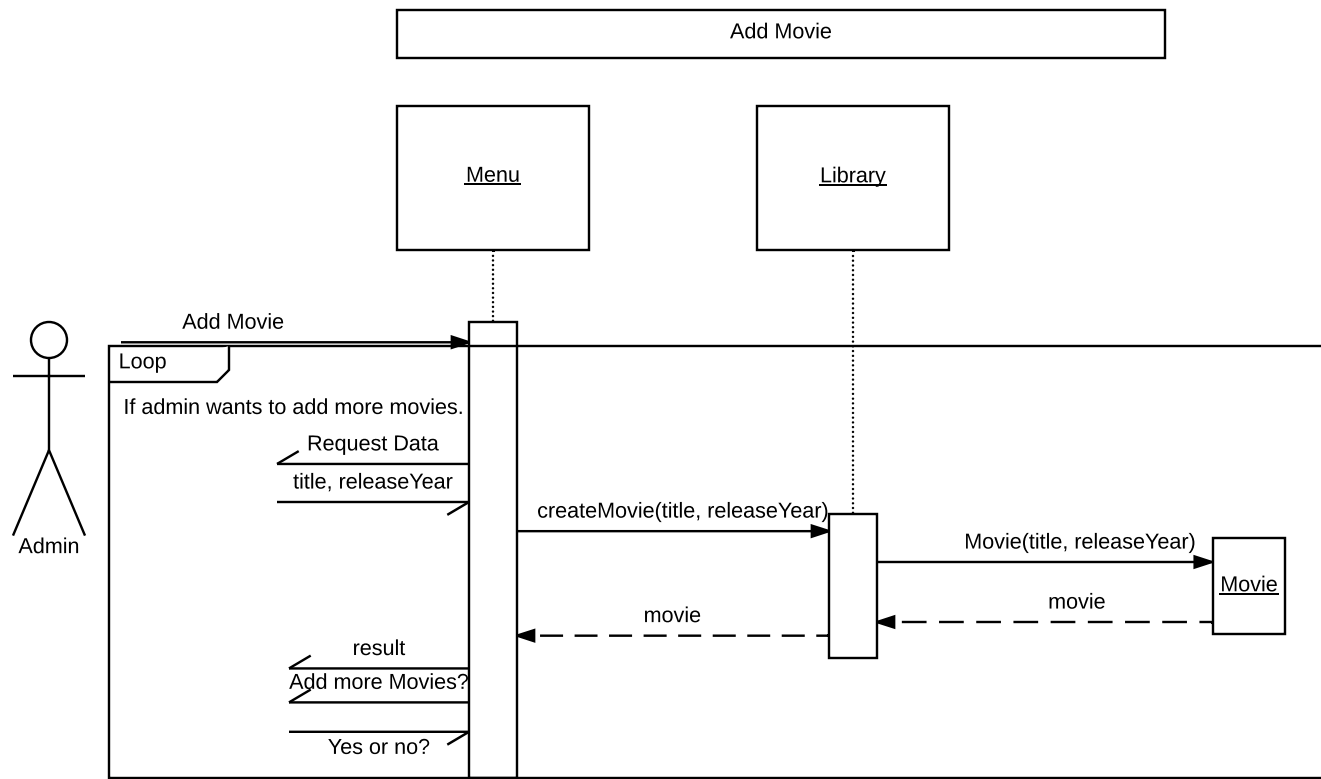 Add Movie
Menu
Library
Add Movie
Loop
If admin wants to add more movies.
Request Data
title, releaseYear
createMovie(title, releaseYear)
Movie(title, releaseYear)
Admin
Movie
movie
movie
result
Add more Movies?
Yes or no?